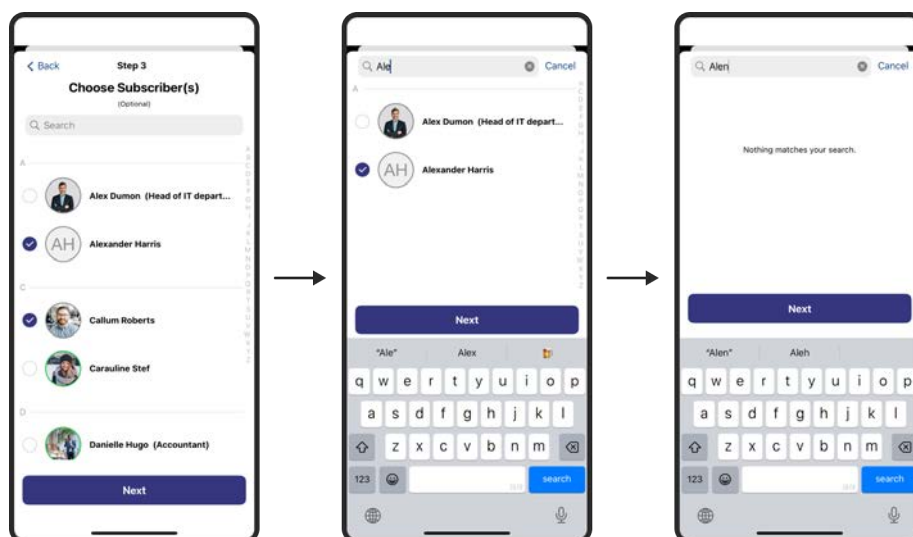 Back
Step 3
Choose Subscriber(s)
(Optional)
Search
A
Alex Dumon (Head of IT depart...
AH
Alexander Harris
C
Callum Roberts
Carauline Stef
D
Danielle Hugo (Accountant)
Next
Ale
Cancel
A
Alex Dumon (Head of IT depart...
AH
Alexander Harris
Next
"Ale" Alex
q w e r t y u i o p
a s d f g h j k l
z x c v b n m
123
search
Alen
Cancel
Nothing matches your search.
Next
"Alen" Aleh
q w e r t y u i o p
a s d f g h j k l
z x c v b n m
123
search